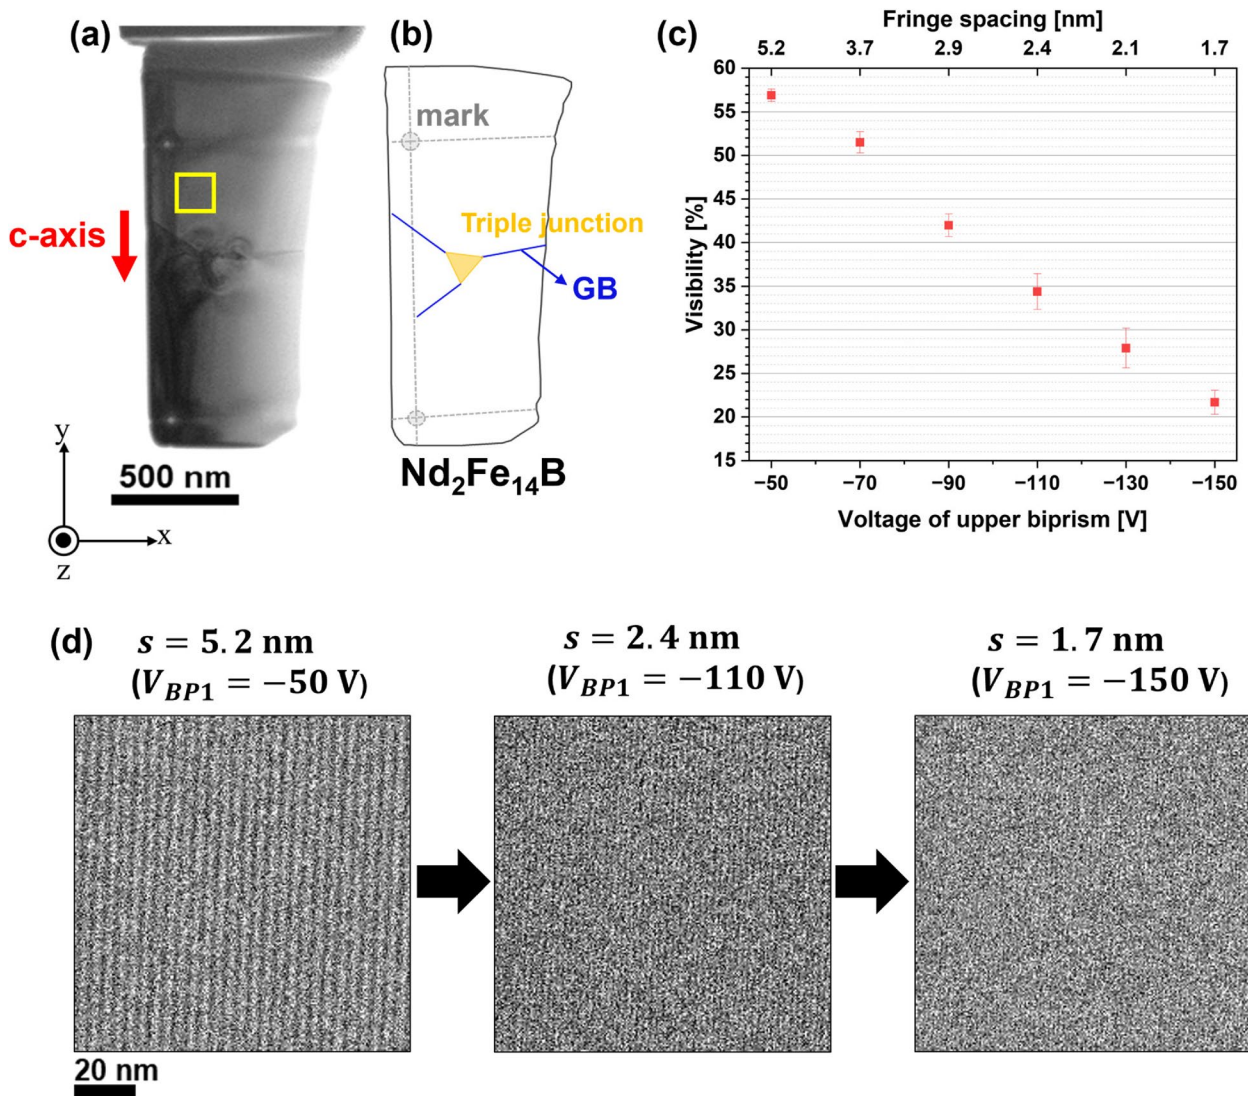 (a)
c-axis
500 nm
y
x
z
(b)
mark
Triple junction
GB
Nd₂Fe₁₄B
(c)
Fringe spacing [nm]
5.2 3.7 2.9 2.4 2.1 1.7
Visibility [%]
60
55
50
45
40
35
30
25
20
15
−50 −70 −90 −110 −130 −150
Voltage of upper biprism [V]
(d)
s = 5.2 nm
(V_BP1 = −50 V)
s = 2.4 nm
(V_BP1 = −110 V)
s = 1.7 nm
(V_BP1 = −150 V)
20 nm